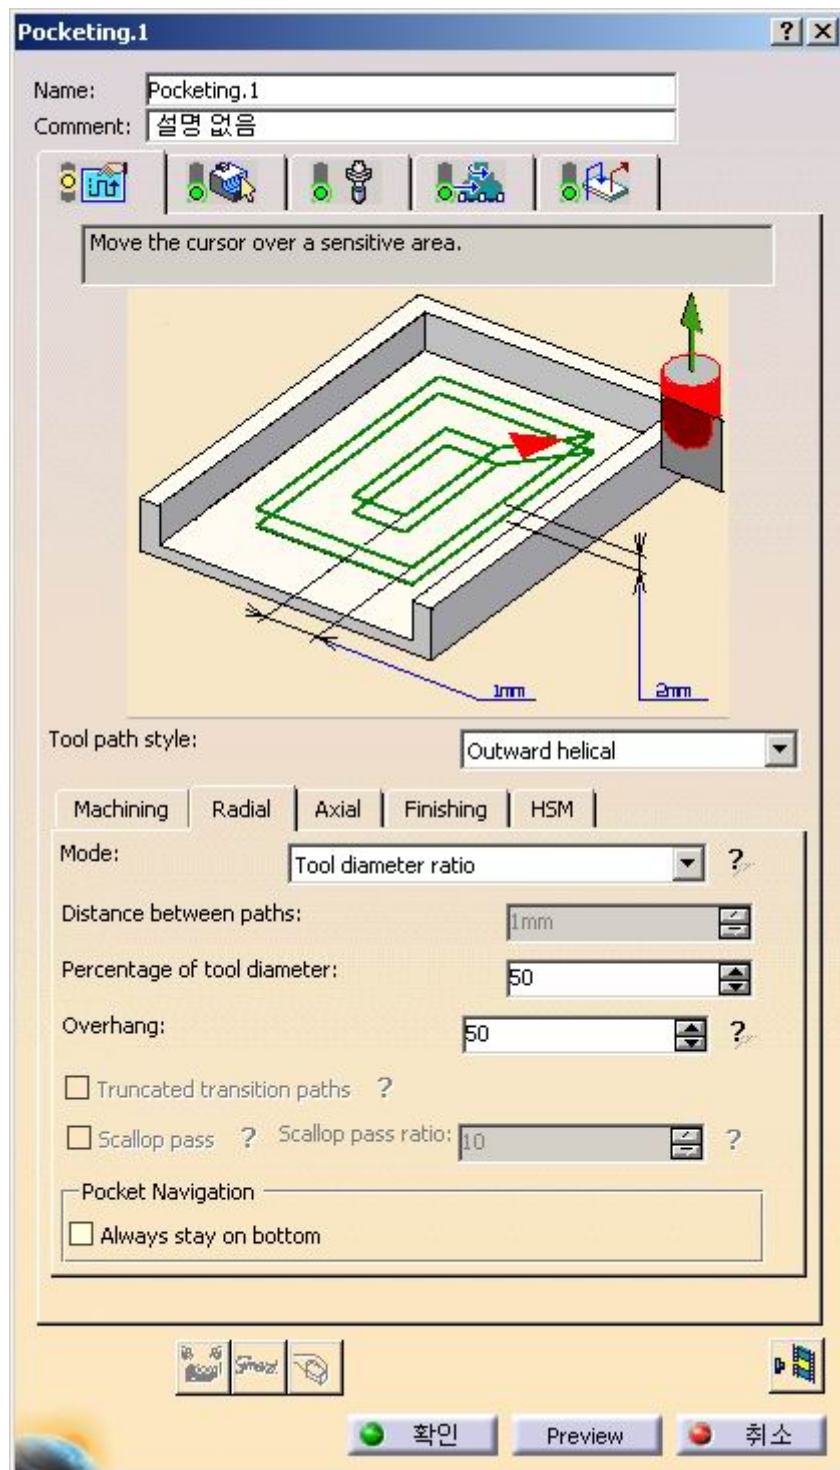 Pocketing.1
Name: Pocketing.1
Comment: 설명 없음
Move the cursor over a sensitive area.
1mm 2mm
Tool path style: Outward helical
Machining Radial Axial Finishing HSM
Mode: Tool diameter ratio ?
Distance between paths: 1mm
Percentage of tool diameter: 50
Overhang: 50 ?
Truncated transition paths ?
Scallop pass ? Scallop pass ratio: 10 ?
Pocket Navigation
Always stay on bottom
확인 Preview 취소